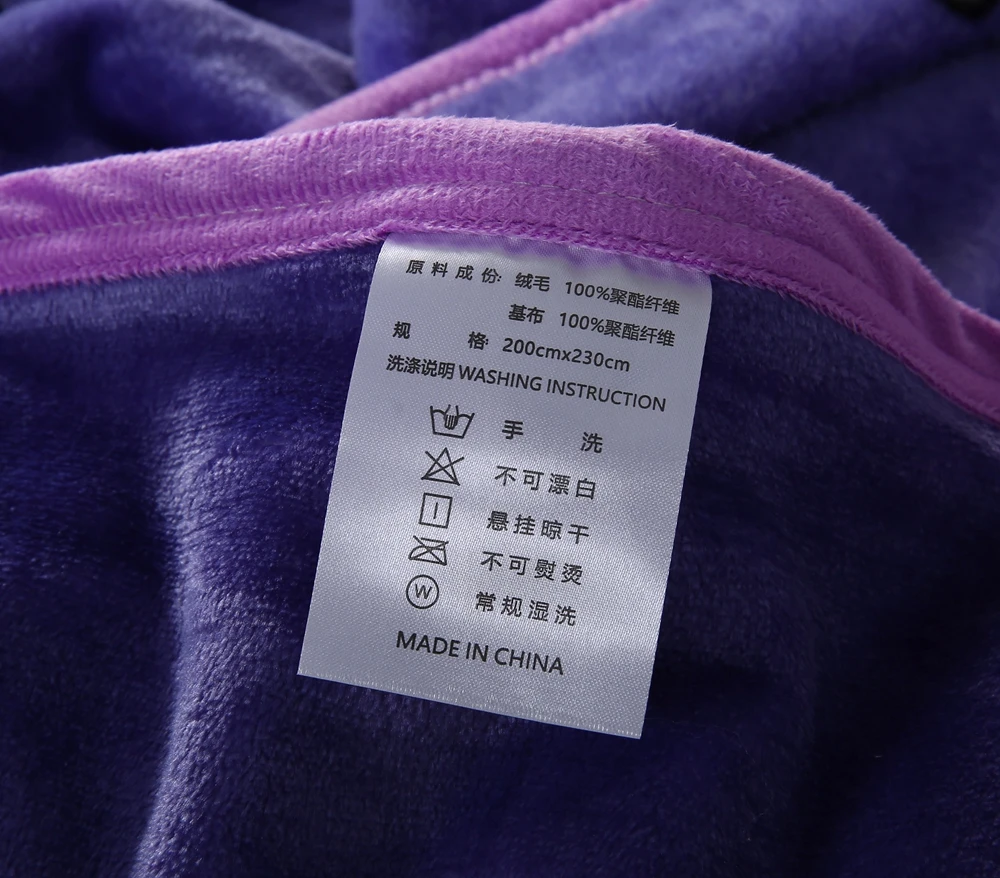 原料成份: 绒毛 100%聚酯纤维
基布 100%聚酯纤维
规 格: 200cmx230cm
洗涤说明 WASHING INSTRUCTION
手 洗
不可漂白
悬挂晾干
不可熨烫
W 常规湿洗
MADE IN CHINA